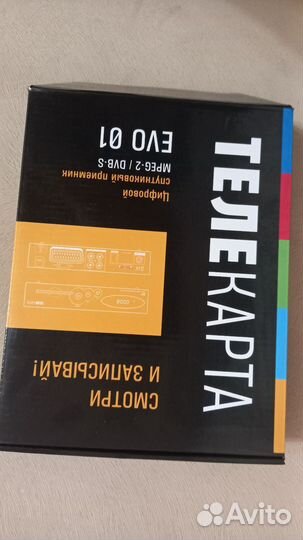 ТЕЛЕКАРТА
СМОТРИ
И ЗАПИСЫВАЙ!
Цифровой
спутниковый приемник
MPEG-2 / DVB-S
EVO 01
Avito